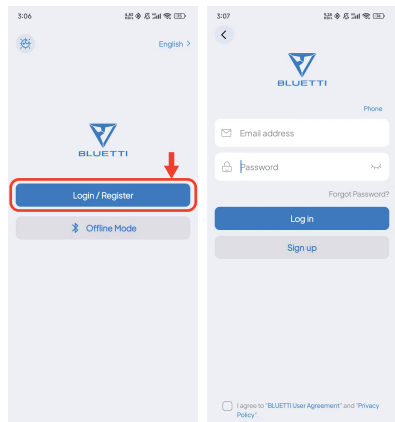 3:06
English >
BLUETTI
Login / Register
Offline Mode
3:07
BLUETTI
Phone
Email address
Password
Forgot Password?
Log in
Sign up
I agree to "BLUETTI User Agreement" and "Privacy
Policy".